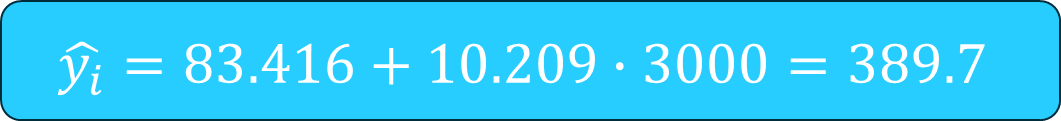 ŷᵢ = 83.416 + 10.209 · 3000 = 389.7